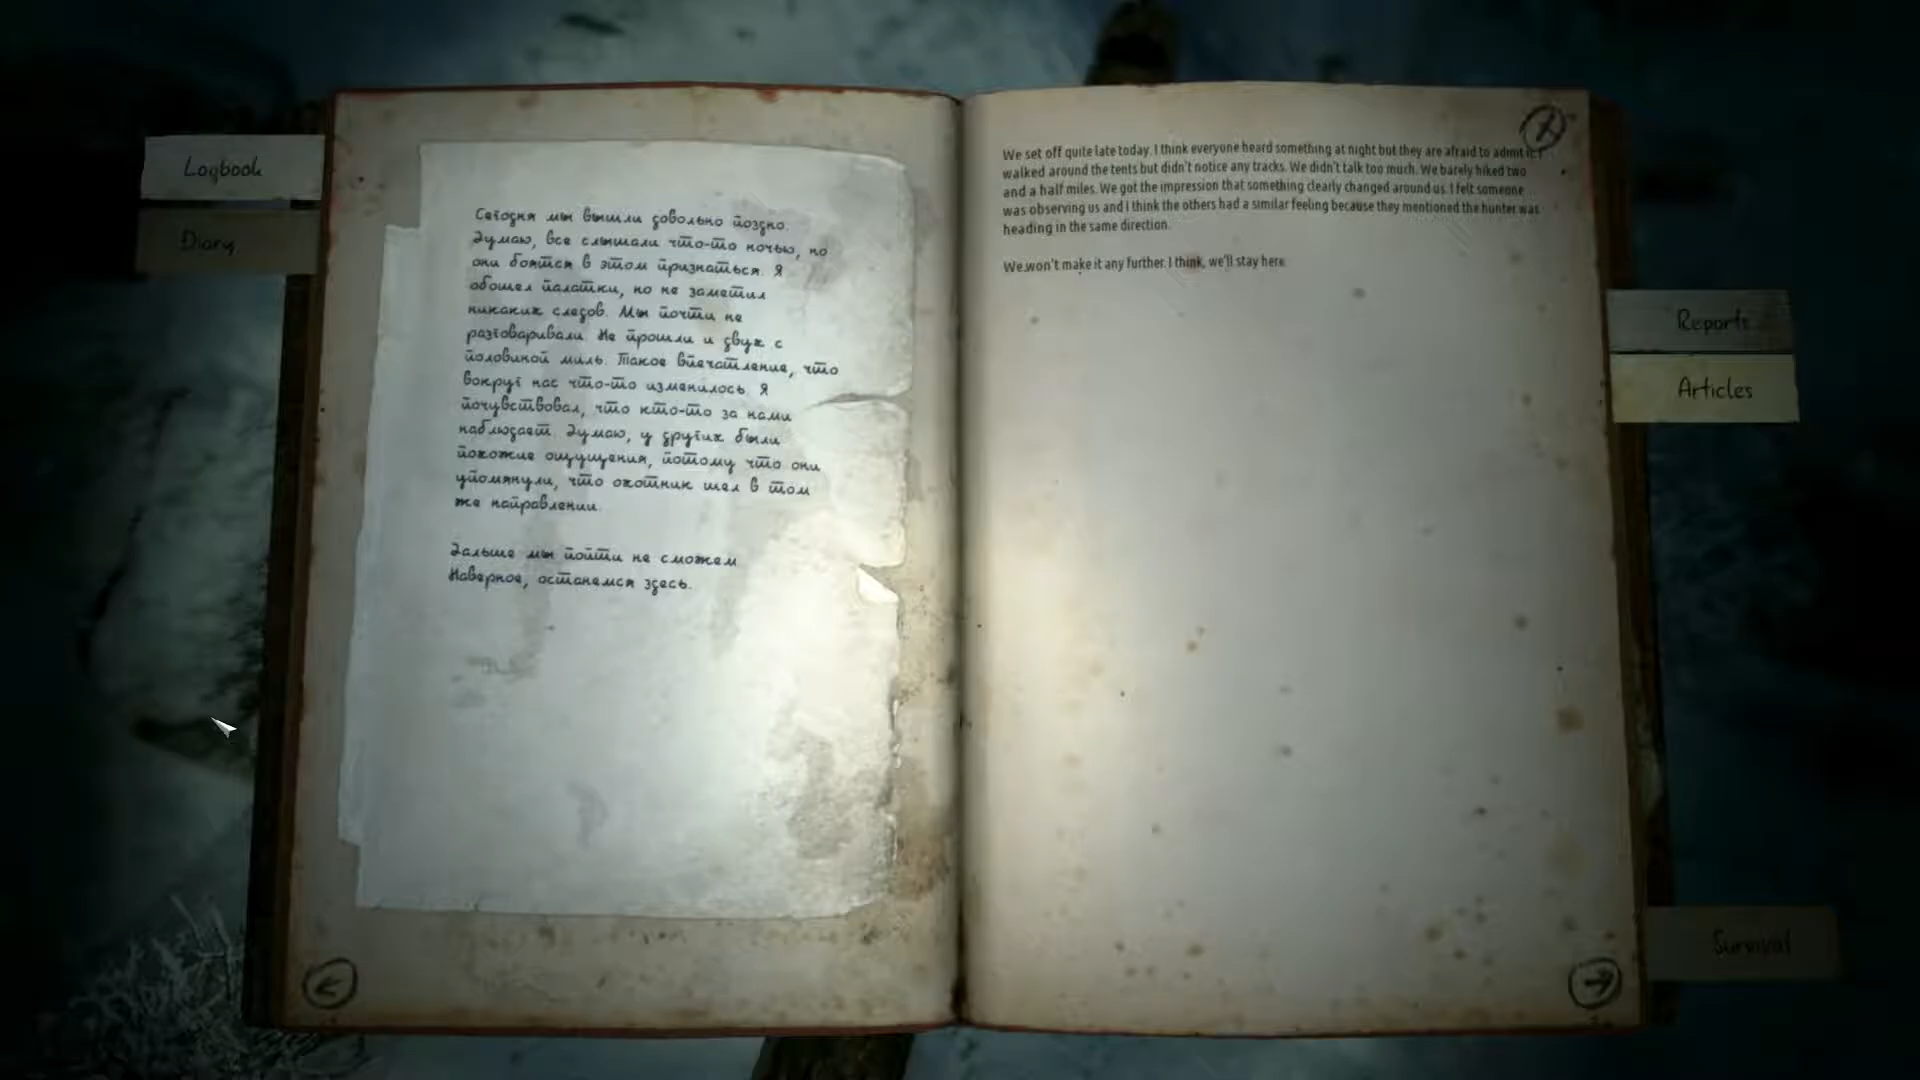 Logbook
Diary
Сегодня мы вышли довольно поздно.
Думаю, все слышали что-то ночью, но
они боятся в этом признаться. Я
обошел палатки, но не заметил
никаких следов. Мы почти не
разговаривали. Не прошли и двух с
половиной миль. Такое впечатление, что
вокруг нас что-то изменилось. Я
почувствовал, что кто-то за нами
наблюдает. Думаю, у других были
похожие ощущения, потому что они
упомянули, что охотник шел в том
же направлении.
Дальше мы пойти не сможем.
Наверное, останемся здесь.
We set off quite late today. I think everyone heard something at night but they are afraid to admit it. I
walked around the tents but didn't notice any tracks. We didn't talk too much. We barely hiked two
and a half miles. We got the impression that something clearly changed around us. I felt someone
was observing us and I think the others had a similar feeling because they mentioned the hunter was
heading in the same direction.
We won't make it any further. I think, we'll stay here.
Reports
Articles
Survival